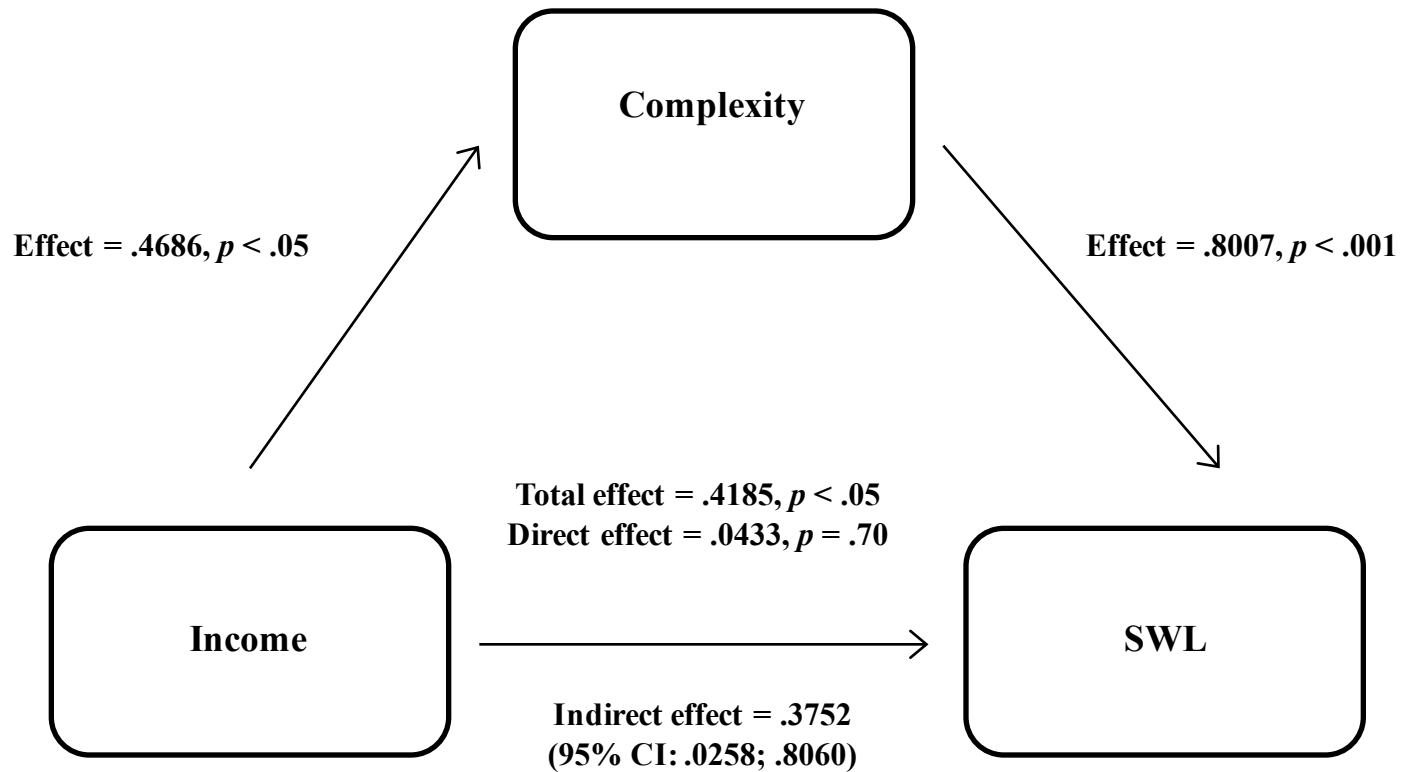 Complexity
Effect = .4686, p < .05
Effect = .8007, p < .001
Total effect = .4185, p < .05
Direct effect = .0433, p = .70
Income
SWL
Indirect effect = .3752
(95% CI: .0258; .8060)